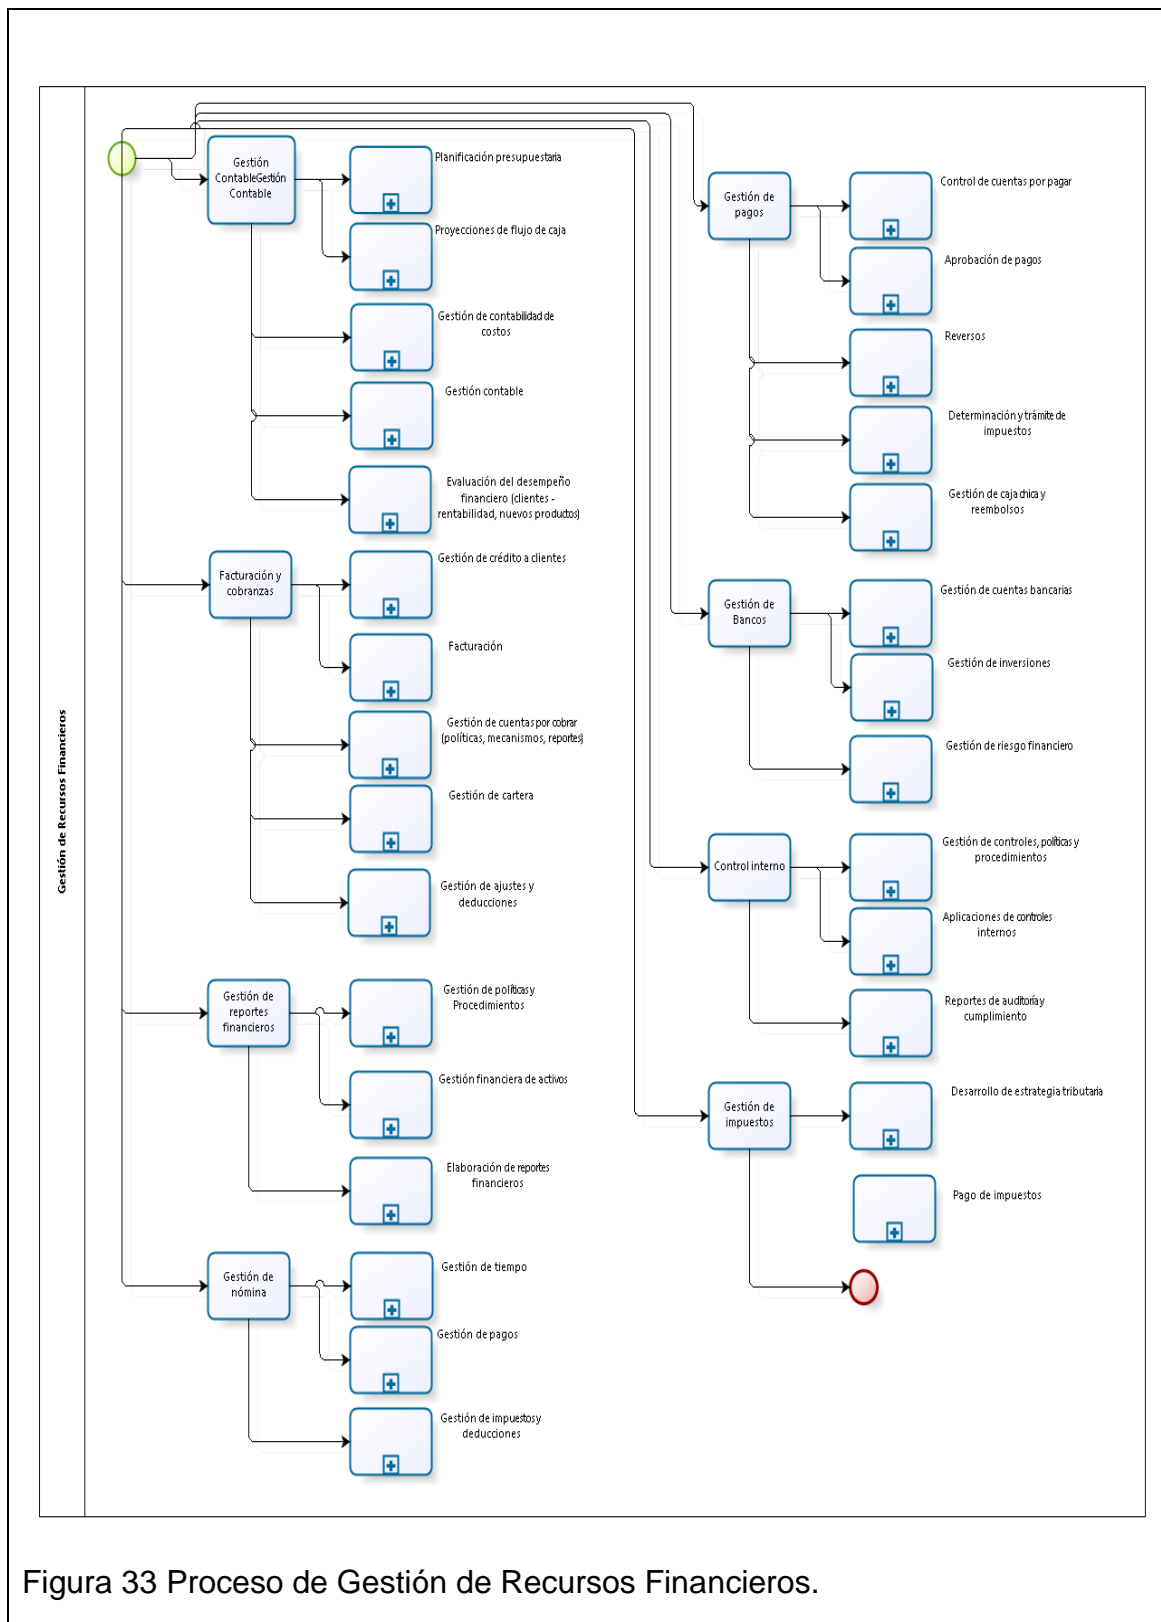 Gestión de Recursos Financieros
Gestión
ContableGestión
Contable
Planificación presupuestaria
Proyecciones de flujo de caja
Gestión de contabilidad de
costos
Gestión contable
Evaluación del desempeño
financiero (clientes -
rentabilidad, nuevos productos)
Facturación y
cobranzas
Gestión de crédito a clientes
Facturación
Gestión de cuentas por cobrar
(políticas, mecanismos, reportes)
Gestión de cartera
Gestión de ajustes y
deducciones
Gestión de
reportes
financieros
Gestión de políticas y
Procedimientos
Gestión financiera de activos
Elaboración de reportes
financieros
Gestión de
nómina
Gestión de tiempo
Gestión de pagos
Gestión de impuestos y
deducciones
Gestión de
pagos
Control de cuentas por pagar
Aprobación de pagos
Reversos
Determinación y trámite de
impuestos
Gestión de caja chica y
reembolsos
Gestión de
Bancos
Gestión de cuentas bancarias
Gestión de inversiones
Gestión de riesgo financiero
Control interno
Gestión de controles, políticas y
procedimientos
Aplicaciones de controles
internos
Reportes de auditoría y
cumplimiento
Gestión de
impuestos
Desarrollo de estrategia tributaria
Pago de impuestos
Figura 33 Proceso de Gestión de Recursos Financieros.